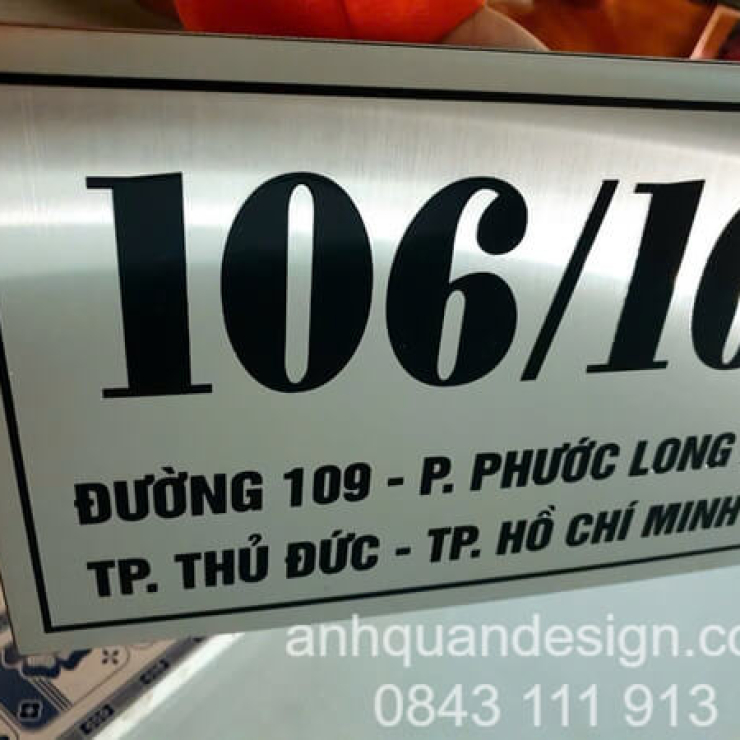 106/1
ĐƯỜNG 109 - P. PHƯỚC LONG
TP. THỦ ĐỨC - TP. HỒ CHÍ MINH
anhquandesign.co
0843 111 913